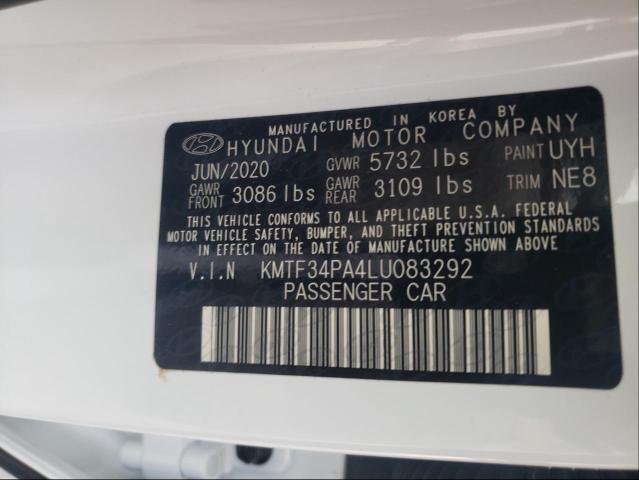 MANUFACTURED IN KOREA BY
HYUNDAI MOTOR COMPANY
JUN/2020 GVWR 5732 lbs PAINT UYH
GAWR FRONT 3086 lbs GAWR REAR 3109 lbs TRIM NE8
THIS VEHICLE CONFORMS TO ALL APPLICABLE U.S.A. FEDERAL
MOTOR VEHICLE SAFETY, BUMPER, AND THEFT PREVENTION STANDARDS
IN EFFECT ON THE DATE OF MANUFACTURE SHOWN ABOVE
V.I.N KMTF34PA4LU083292
PASSENGER CAR